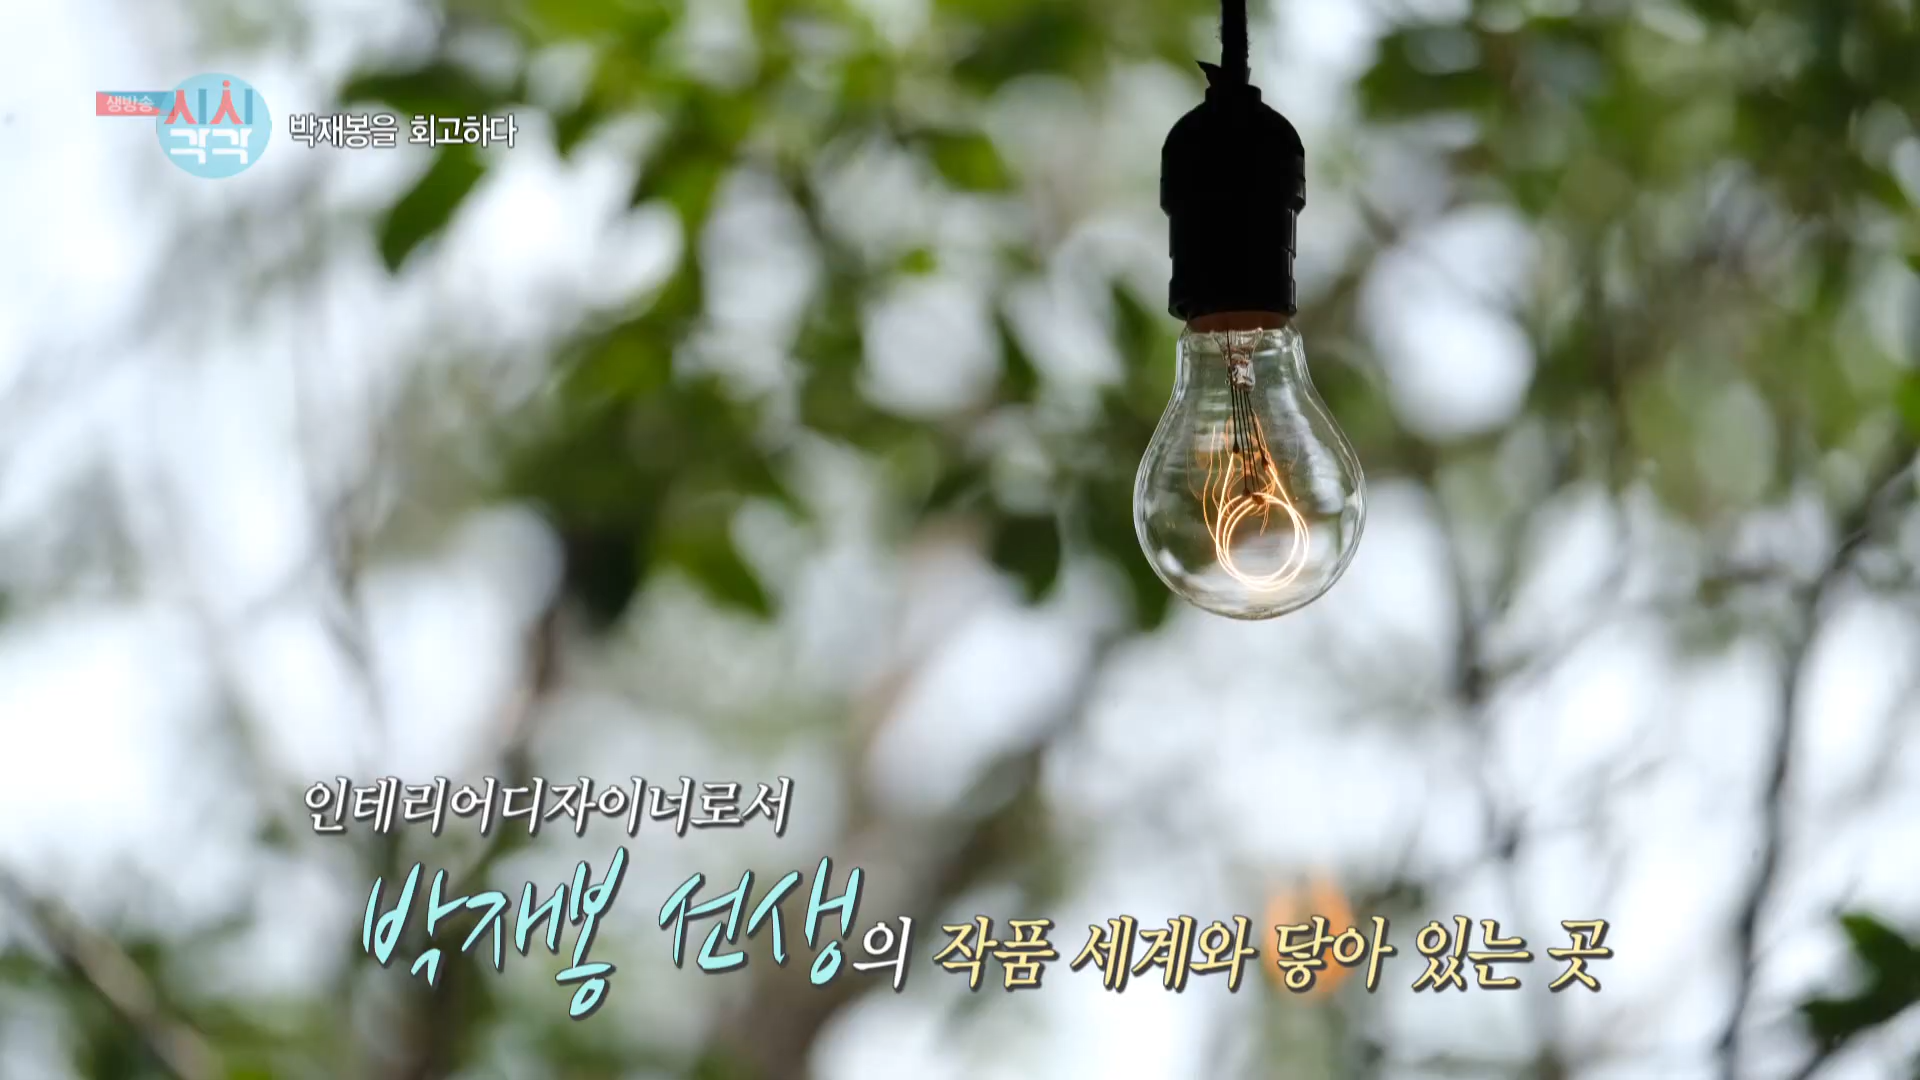 생방송
시시각각
박재봉을 회고하다
인테리어디자이너로서
박재봉 선생의 작품 세계와 닿아 있는 곳